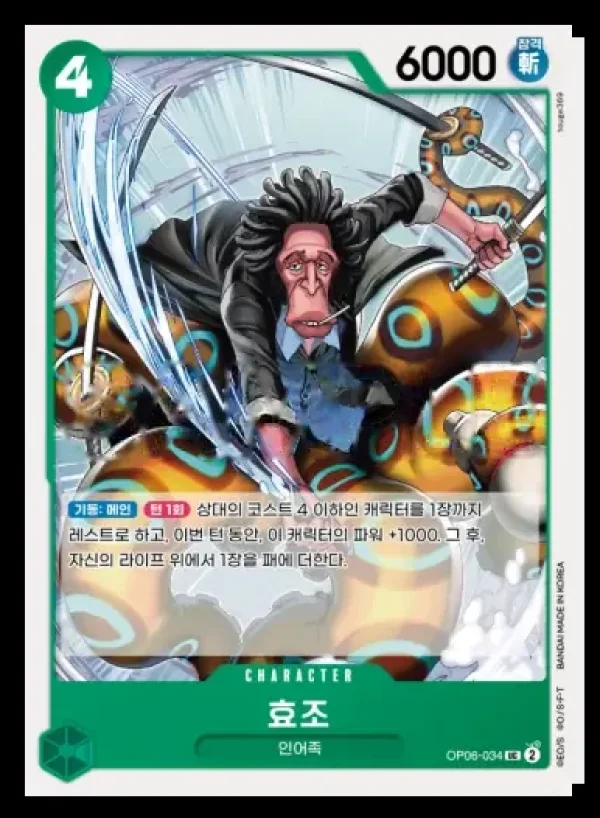 4
6000
참격
斬
기동: 메인 턴 1회 상대의 코스트 4 이하인 캐릭터를 1장까지
레스트로 하고, 이번 턴 동안, 이 캐릭터의 파워 +1000. 그 후,
자신의 라이프 위에서 1장을 패에 더한다.
CHARACTER
효조
인어족
OP06-034 UC 2
BANDAI MADE IN KOREA